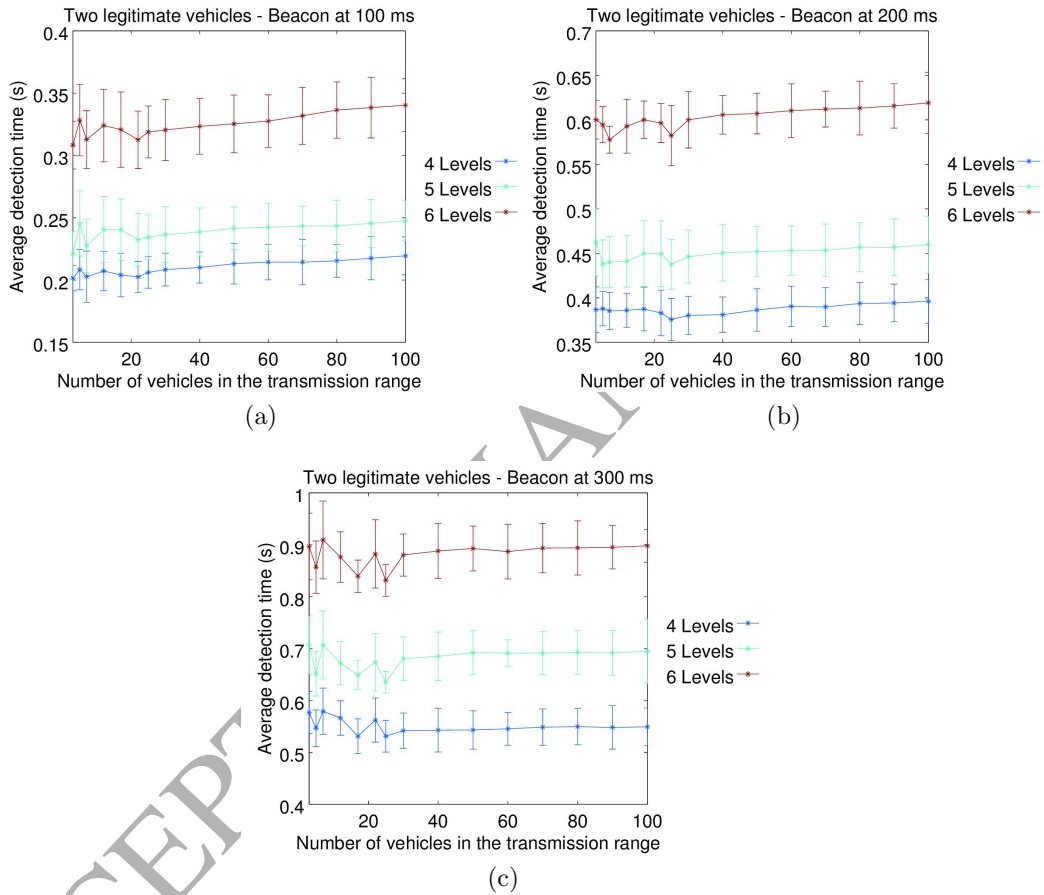 Two legitimate vehicles - Beacon at 100 ms
0.4
0.35
0.3
0.25
0.2
0.15
20 40 60 80 100
Average detection time (s)
Number of vehicles in the transmission range
4 Levels
5 Levels
6 Levels
(a)
Two legitimate vehicles - Beacon at 200 ms
0.7
0.65
0.6
0.55
0.5
0.45
0.4
0.35
20 40 60 80 100
Average detection time (s)
Number of vehicles in the transmission range
4 Levels
5 Levels
6 Levels
(b)
Two legitimate vehicles - Beacon at 300 ms
1
0.9
0.8
0.7
0.6
0.5
0.4
20 40 60 80 100
Average detection time (s)
Number of vehicles in the transmission range
4 Levels
5 Levels
6 Levels
(c)